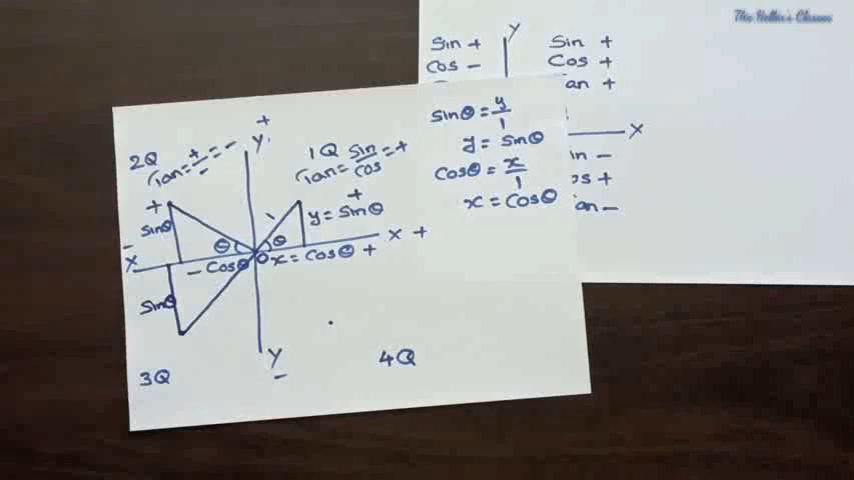 The Keller's Classes
Sin + Y Sin +
Cos - Cos +
an +
X
in -
os +
an -
+
Y
2Q
Tan = + / - = -
1Q Sin / Cos = +
Tan =
+ Sinθ
y = Sinθ +
θ θ
- X
- Cosθ O x = Cosθ +
X +
Sinθ
3Q
Y
-
4Q
Sinθ = y/1
y = Sinθ
Cosθ = x/1
x = Cosθ